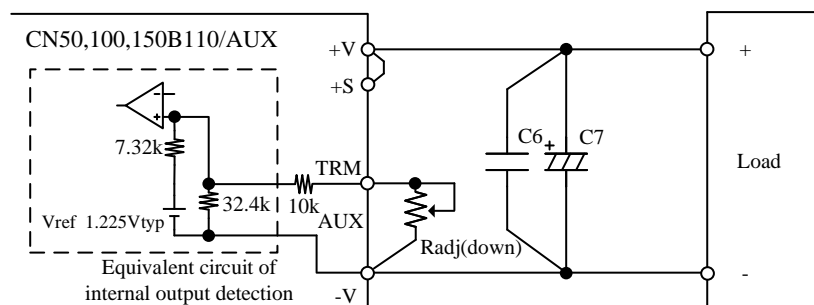 CN50,100,150B110/AUX
+V
+S
7.32k
TRM
C6
+
C7
+
Load
Vref 1.225Vtyp
32.4k
10k
AUX
Radj(down)
Equivalent circuit of
internal output detection
-V
-
-
+